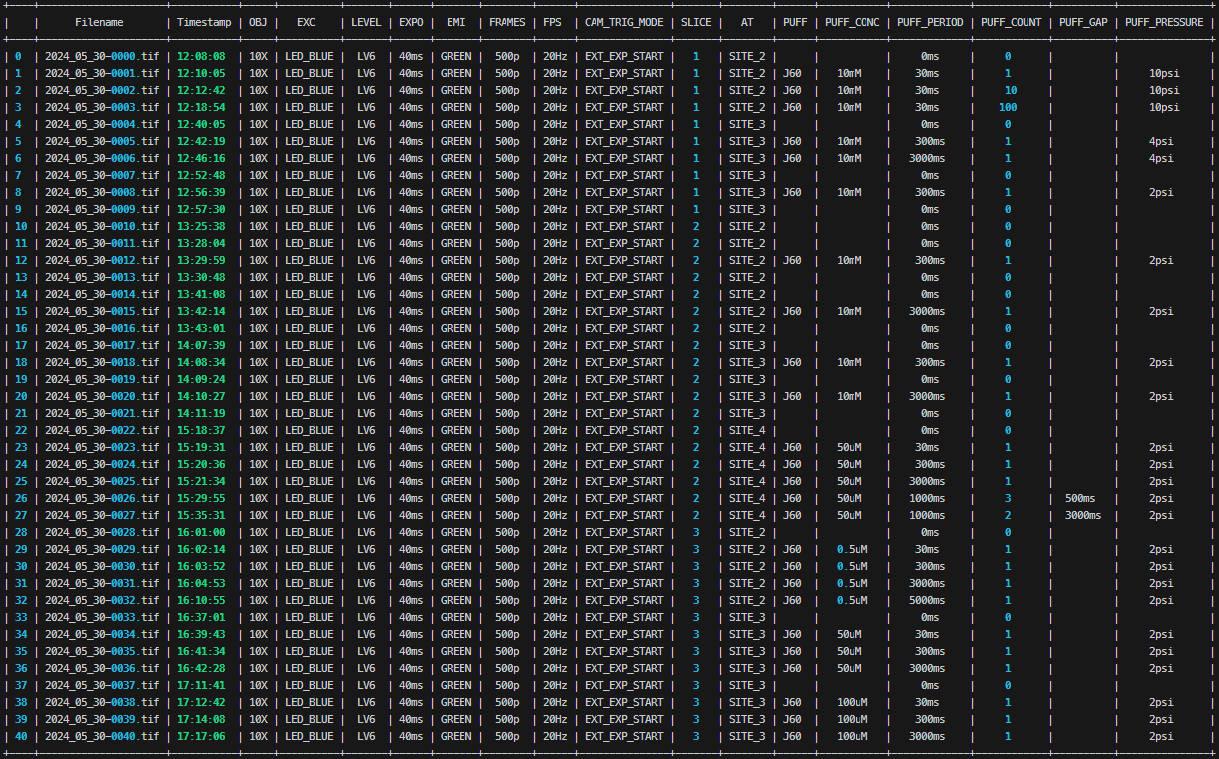 Filename | Timestamp | OBJ | EXC | LEVEL | EXPO | EMI | FRAMES | FPS | CAM_TRIG_MODE | SLICE | AT | PUFF | PUFF_CONC | PUFF_PERIOD | PUFF_COUNT | PUFF_GAP | PUFF_PRESSURE |
| 0 | 2024_05_30-0000.tif | 12:08:08 | 10X | LED_BLUE | LV6 | 40ms | GREEN | 500p | 20Hz | EXT_EXP_START | 1 | SITE_2 | | | 0ms | 0 | | |
| 1 | 2024_05_30-0001.tif | 12:10:05 | 10X | LED_BLUE | LV6 | 40ms | GREEN | 500p | 20Hz | EXT_EXP_START | 1 | SITE_2 | J60 | 10mM | 30ms | 1 | | 10psi |
| 2 | 2024_05_30-0002.tif | 12:12:42 | 10X | LED_BLUE | LV6 | 40ms | GREEN | 500p | 20Hz | EXT_EXP_START | 1 | SITE_2 | J60 | 10mM | 30ms | 10 | | 10psi |
| 3 | 2024_05_30-0003.tif | 12:18:54 | 10X | LED_BLUE | LV6 | 40ms | GREEN | 500p | 20Hz | EXT_EXP_START | 1 | SITE_2 | J60 | 10mM | 30ms | 100 | | 10psi |
| 4 | 2024_05_30-0004.tif | 12:40:05 | 10X | LED_BLUE | LV6 | 40ms | GREEN | 500p | 20Hz | EXT_EXP_START | 1 | SITE_3 | | | 0ms | 0 | | |
| 5 | 2024_05_30-0005.tif | 12:42:19 | 10X | LED_BLUE | LV6 | 40ms | GREEN | 500p | 20Hz | EXT_EXP_START | 1 | SITE_3 | J60 | 10mM | 300ms | 1 | | 4psi |
| 6 | 2024_05_30-0006.tif | 12:46:16 | 10X | LED_BLUE | LV6 | 40ms | GREEN | 500p | 20Hz | EXT_EXP_START | 1 | SITE_3 | J60 | 10mM | 3000ms | 1 | | 4psi |
| 7 | 2024_05_30-0007.tif | 12:52:48 | 10X | LED_BLUE | LV6 | 40ms | GREEN | 500p | 20Hz | EXT_EXP_START | 1 | SITE_3 | | | 0ms | 0 | | |
| 8 | 2024_05_30-0008.tif | 12:56:39 | 10X | LED_BLUE | LV6 | 40ms | GREEN | 500p | 20Hz | EXT_EXP_START | 1 | SITE_3 | J60 | 10mM | 300ms | 1 | | 2psi |
| 9 | 2024_05_30-0009.tif | 12:57:30 | 10X | LED_BLUE | LV6 | 40ms | GREEN | 500p | 20Hz | EXT_EXP_START | 1 | SITE_3 | | | 0ms | 0 | | |
| 10 | 2024_05_30-0010.tif | 13:25:38 | 10X | LED_BLUE | LV6 | 40ms | GREEN | 500p | 20Hz | EXT_EXP_START | 2 | SITE_2 | | | 0ms | 0 | | |
| 11 | 2024_05_30-0011.tif | 13:28:04 | 10X | LED_BLUE | LV6 | 40ms | GREEN | 500p | 20Hz | EXT_EXP_START | 2 | SITE_2 | | | 0ms | 0 | | |
| 12 | 2024_05_30-0012.tif | 13:29:59 | 10X | LED_BLUE | LV6 | 40ms | GREEN | 500p | 20Hz | EXT_EXP_START | 2 | SITE_2 | J60 | 10mM | 300ms | 1 | | 2psi |
| 13 | 2024_05_30-0013.tif | 13:30:48 | 10X | LED_BLUE | LV6 | 40ms | GREEN | 500p | 20Hz | EXT_EXP_START | 2 | SITE_2 | | | 0ms | 0 | | |
| 14 | 2024_05_30-0014.tif | 13:41:08 | 10X | LED_BLUE | LV6 | 40ms | GREEN | 500p | 20Hz | EXT_EXP_START | 2 | SITE_2 | | | 0ms | 0 | | |
| 15 | 2024_05_30-0015.tif | 13:42:14 | 10X | LED_BLUE | LV6 | 40ms | GREEN | 500p | 20Hz | EXT_EXP_START | 2 | SITE_2 | J60 | 10mM | 3000ms | 1 | | 2psi |
| 16 | 2024_05_30-0016.tif | 13:43:01 | 10X | LED_BLUE | LV6 | 40ms | GREEN | 500p | 20Hz | EXT_EXP_START | 2 | SITE_2 | | | 0ms | 0 | | |
| 17 | 2024_05_30-0017.tif | 14:07:39 | 10X | LED_BLUE | LV6 | 40ms | GREEN | 500p | 20Hz | EXT_EXP_START | 2 | SITE_3 | | | 0ms | 0 | | |
| 18 | 2024_05_30-0018.tif | 14:08:34 | 10X | LED_BLUE | LV6 | 40ms | GREEN | 500p | 20Hz | EXT_EXP_START | 2 | SITE_3 | J60 | 10mM | 300ms | 1 | | 2psi |
| 19 | 2024_05_30-0019.tif | 14:09:24 | 10X | LED_BLUE | LV6 | 40ms | GREEN | 500p | 20Hz | EXT_EXP_START | 2 | SITE_3 | | | 0ms | 0 | | |
| 20 | 2024_05_30-0020.tif | 14:10:27 | 10X | LED_BLUE | LV6 | 40ms | GREEN | 500p | 20Hz | EXT_EXP_START | 2 | SITE_3 | J60 | 10mM | 3000ms | 1 | | 2psi |
| 21 | 2024_05_30-0021.tif | 14:11:19 | 10X | LED_BLUE | LV6 | 40ms | GREEN | 500p | 20Hz | EXT_EXP_START | 2 | SITE_3 | | | 0ms | 0 | | |
| 22 | 2024_05_30-0022.tif | 15:18:37 | 10X | LED_BLUE | LV6 | 40ms | GREEN | 500p | 20Hz | EXT_EXP_START | 2 | SITE_4 | | | 0ms | 0 | | |
| 23 | 2024_05_30-0023.tif | 15:19:31 | 10X | LED_BLUE | LV6 | 40ms | GREEN | 500p | 20Hz | EXT_EXP_START | 2 | SITE_4 | J60 | 50uM | 30ms | 1 | | 2psi |
| 24 | 2024_05_30-0024.tif | 15:20:36 | 10X | LED_BLUE | LV6 | 40ms | GREEN | 500p | 20Hz | EXT_EXP_START | 2 | SITE_4 | J60 | 50uM | 300ms | 1 | | 2psi |
| 25 | 2024_05_30-0025.tif | 15:21:34 | 10X | LED_BLUE | LV6 | 40ms | GREEN | 500p | 20Hz | EXT_EXP_START | 2 | SITE_4 | J60 | 50uM | 3000ms | 1 | | 2psi |
| 26 | 2024_05_30-0026.tif | 15:29:55 | 10X | LED_BLUE | LV6 | 40ms | GREEN | 500p | 20Hz | EXT_EXP_START | 2 | SITE_4 | J60 | 50uM | 1000ms | 3 | 500ms | 2psi |
| 27 | 2024_05_30-0027.tif | 15:35:31 | 10X | LED_BLUE | LV6 | 40ms | GREEN | 500p | 20Hz | EXT_EXP_START | 2 | SITE_4 | J60 | 50uM | 1000ms | 2 | 3000ms | 2psi |
| 28 | 2024_05_30-0028.tif | 16:01:00 | 10X | LED_BLUE | LV6 | 40ms | GREEN | 500p | 20Hz | EXT_EXP_START | 3 | SITE_2 | | | 0ms | 0 | | |
| 29 | 2024_05_30-0029.tif | 16:02:14 | 10X | LED_BLUE | LV6 | 40ms | GREEN | 500p | 20Hz | EXT_EXP_START | 3 | SITE_2 | J60 | 0.5uM | 30ms | 1 | | 2psi |
| 30 | 2024_05_30-0030.tif | 16:03:52 | 10X | LED_BLUE | LV6 | 40ms | GREEN | 500p | 20Hz | EXT_EXP_START | 3 | SITE_2 | J60 | 0.5uM | 300ms | 1 | | 2psi |
| 31 | 2024_05_30-0031.tif | 16:04:53 | 10X | LED_BLUE | LV6 | 40ms | GREEN | 500p | 20Hz | EXT_EXP_START | 3 | SITE_2 | J60 | 0.5uM | 3000ms | 1 | | 2psi |
| 32 | 2024_05_30-0032.tif | 16:10:55 | 10X | LED_BLUE | LV6 | 40ms | GREEN | 500p | 20Hz | EXT_EXP_START | 3 | SITE_2 | J60 | 0.5uM | 5000ms | 1 | | 2psi |
| 33 | 2024_05_30-0033.tif | 16:37:01 | 10X | LED_BLUE | LV6 | 40ms | GREEN | 500p | 20Hz | EXT_EXP_START | 3 | SITE_3 | | | 0ms | 0 | | |
| 34 | 2024_05_30-0034.tif | 16:39:43 | 10X | LED_BLUE | LV6 | 40ms | GREEN | 500p | 20Hz | EXT_EXP_START | 3 | SITE_3 | J60 | 50uM | 30ms | 1 | | 2psi |
| 35 | 2024_05_30-0035.tif | 16:41:34 | 10X | LED_BLUE | LV6 | 40ms | GREEN | 500p | 20Hz | EXT_EXP_START | 3 | SITE_3 | J60 | 50uM | 300ms | 1 | | 2psi |
| 36 | 2024_05_30-0036.tif | 16:42:28 | 10X | LED_BLUE | LV6 | 40ms | GREEN | 500p | 20Hz | EXT_EXP_START | 3 | SITE_3 | J60 | 50uM | 3000ms | 1 | | 2psi |
| 37 | 2024_05_30-0037.tif | 17:11:41 | 10X | LED_BLUE | LV6 | 40ms | GREEN | 500p | 20Hz | EXT_EXP_START | 3 | SITE_3 | | | 0ms | 0 | | |
| 38 | 2024_05_30-0038.tif | 17:12:42 | 10X | LED_BLUE | LV6 | 40ms | GREEN | 500p | 20Hz | EXT_EXP_START | 3 | SITE_3 | J60 | 100uM | 30ms | 1 | | 2psi |
| 39 | 2024_05_30-0039.tif | 17:14:08 | 10X | LED_BLUE | LV6 | 40ms | GREEN | 500p | 20Hz | EXT_EXP_START | 3 | SITE_3 | J60 | 100uM | 300ms | 1 | | 2psi |
| 40 | 2024_05_30-0040.tif | 17:17:06 | 10X | LED_BLUE | LV6 | 40ms | GREEN | 500p | 20Hz | EXT_EXP_START | 3 | SITE_3 | J60 | 100uM | 3000ms | 1 | | 2psi |